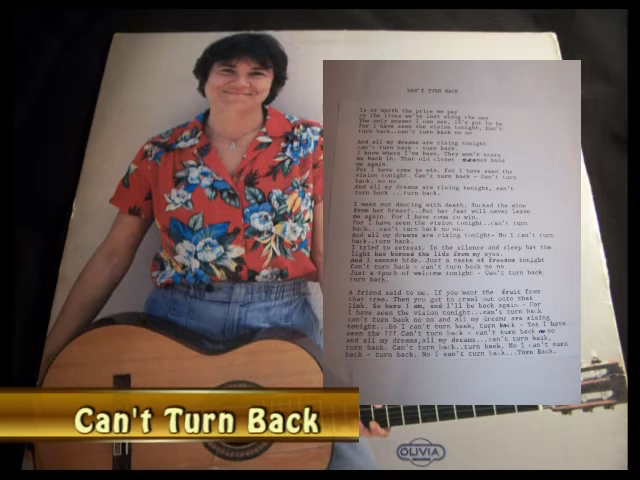 CAN'T TURN BACK
Is it worth the price we pay
or the lives we've lost along the way
The only answer I can see, it's got to be
For I have seen the vision tonight, Can't
turn back...can't turn back no no
And all my dreams are rising tonight
can't turn back - turn back.
I know where I've been. They won't scare
me back in. That old closet cannot hold
me again.
For I have come to win. For I have seen the
vision tonight. Can't turn back - Can't turn
back..no no
And all my dreams are rising tonight, can't
turn back ...turn back
I went out dancing with death. Sucked the wine
from her breast...But her feet will never leave
me again. For I have come to win.
For I have seen the vision tonight...can't turn
back...can't turn back no no.
And all my dreams are rising tonight- No I can't turn
back..turn back.
I tried to retreat. In the silence and sleep but the
light has burned the lids from my eyes.
And I cannot hide. Just a taste of freedom tonight
Can't turn back - can't turn back no no
Just a touch of welcome tonight - Can't turn back
turn back.
A friend said to me. If you want the fruit from
that tree. Then you got to crawl out onto that
limb. So here I am, and I'll be back again - For
I have seen the vision tonight...can't turn back
can't turn back no no and all my dreams are rising
tonight...So I can't turn back, turn back - Yes I have
seen the ??? Can't turn back - can't turn back no no
and all my dreams,all my dreams...can't turn back,
turn back. Can't turn back..turn back. No I can't turn
back - turn back. No I can't turn...Turn Back.
Can't Turn Back
OLIVIA